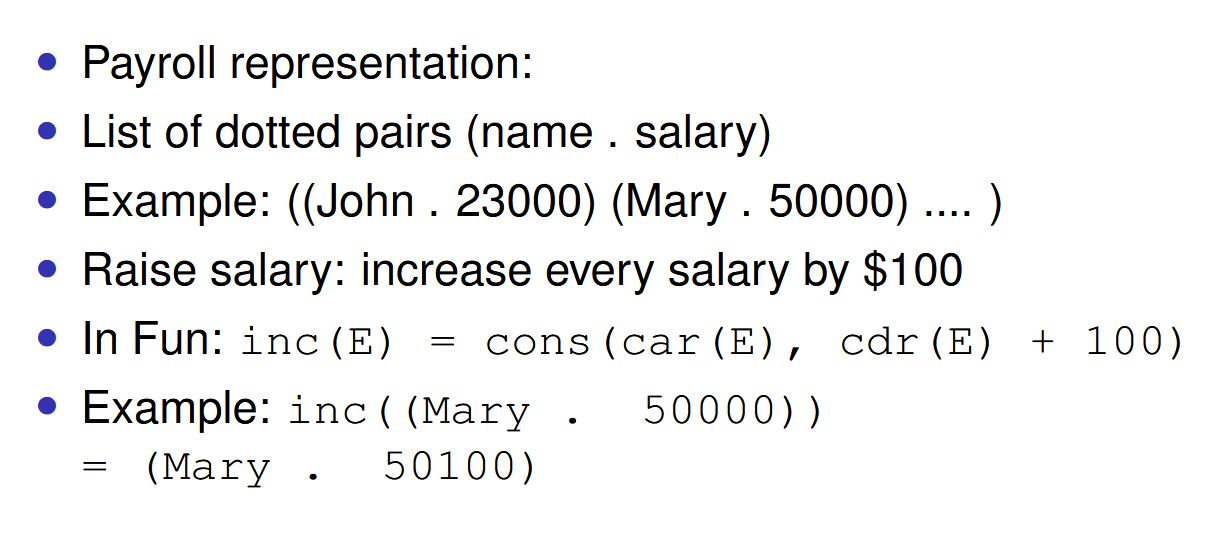 • Payroll representation:
• List of dotted pairs (name . salary)
• Example: ((John . 23000) (Mary . 50000) .... )
• Raise salary: increase every salary by $100
• In Fun: inc(E) = cons(car(E), cdr(E) + 100)
• Example: inc((Mary . 50000))
= (Mary . 50100)